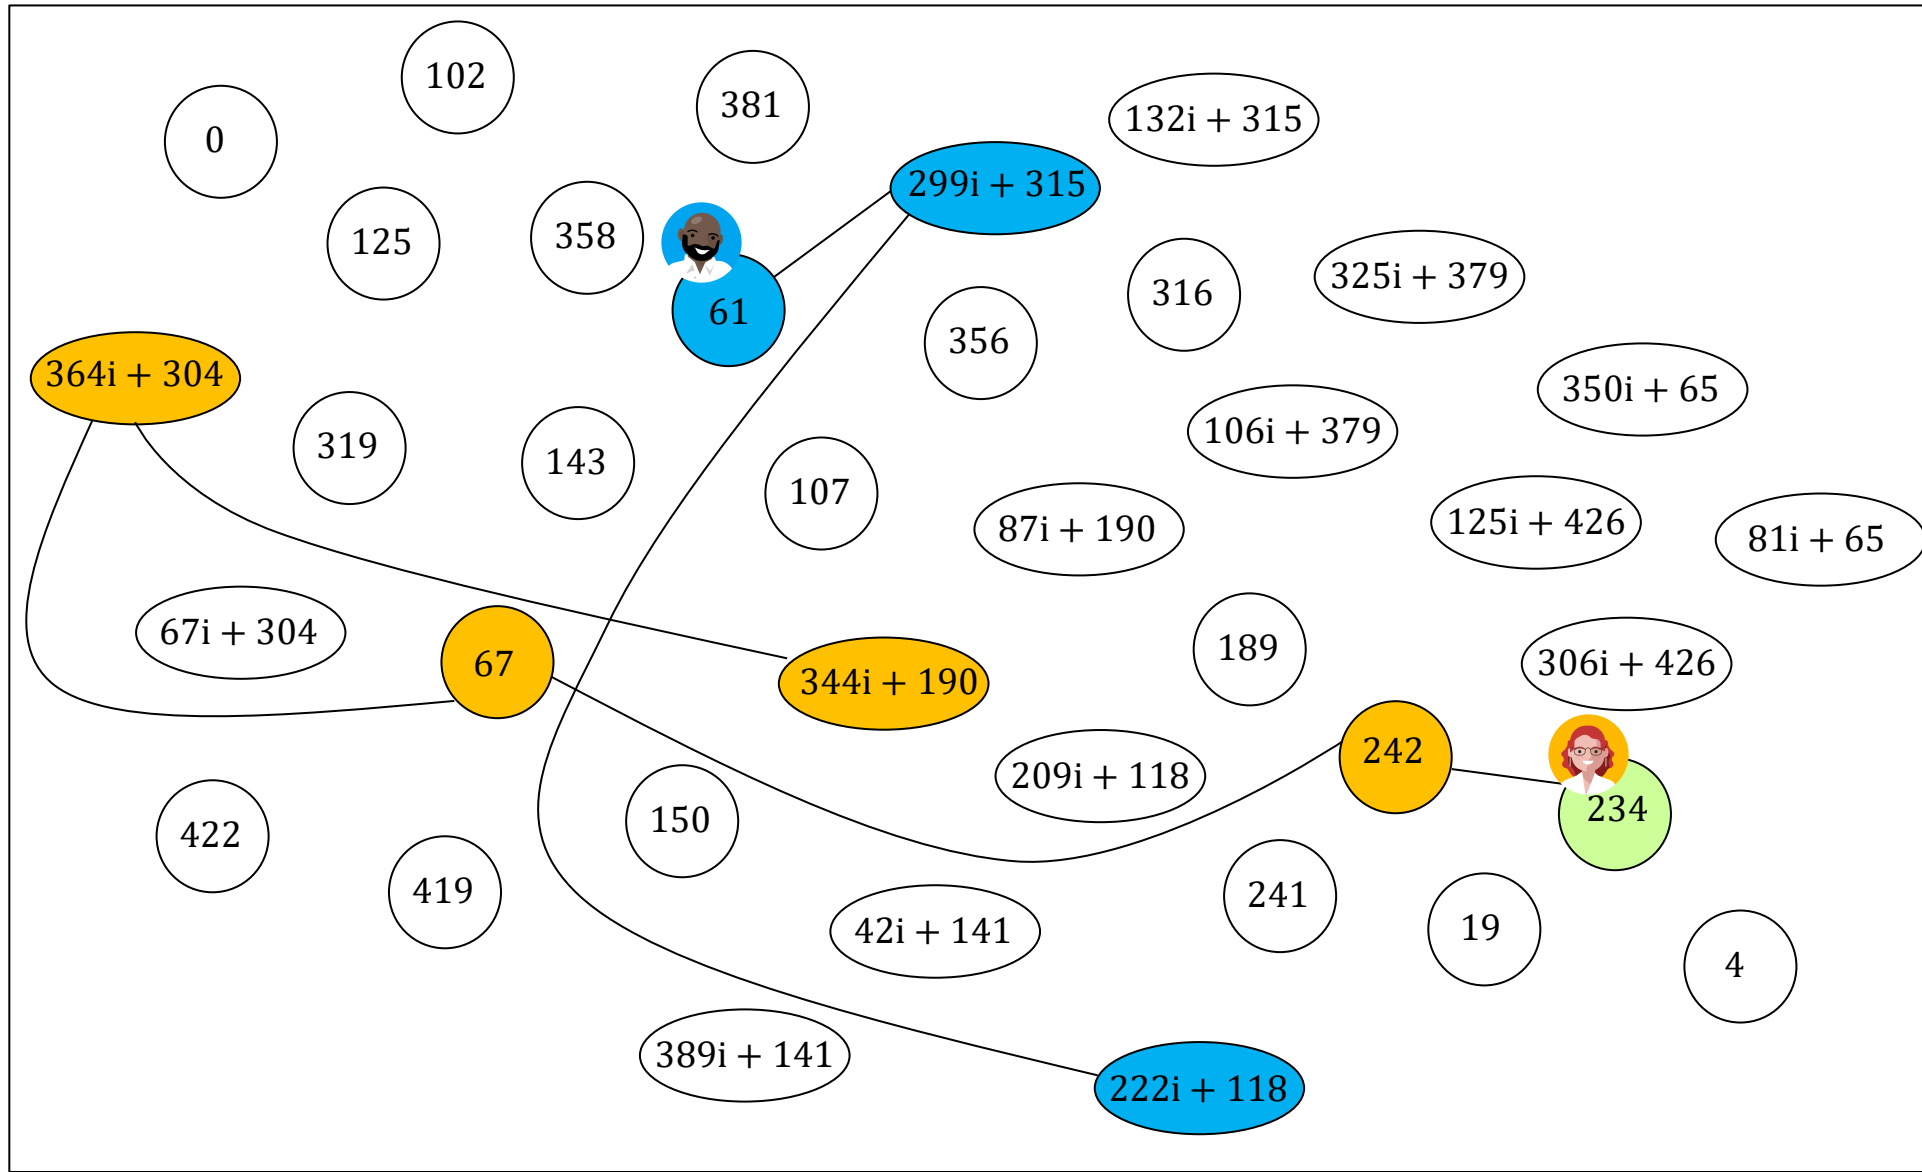 102
381
132i + 315
0
299i + 315
125
358
316
325i + 379
61
356
364i + 304
350i + 65
106i + 379
319
143
107
87i + 190
125i + 426
81i + 65
67i + 304
67
344i + 190
189
306i + 426
242
209i + 118
234
422
150
419
241
42i + 141
19
4
389i + 141
222i + 118